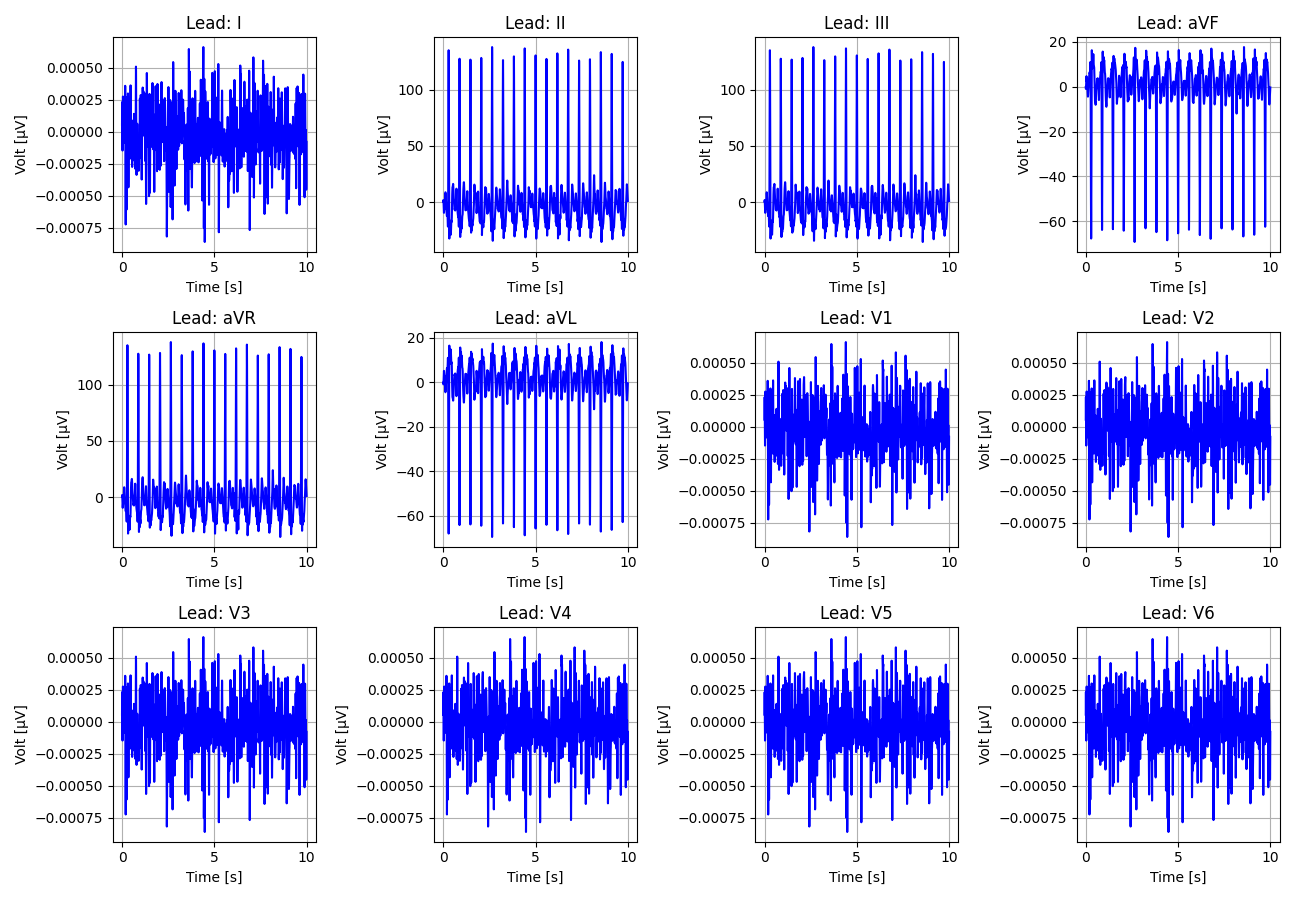 Lead: I
Volt [µV]
0.00050
0.00025
0.00000
−0.00025
−0.00050
−0.00075
0 5 10
Time [s]
Lead: II
Volt [µV]
100
50
0
0 5 10
Time [s]
Lead: III
Volt [µV]
100
50
0
0 5 10
Time [s]
Lead: aVF
Volt [µV]
20
0
−20
−40
−60
0 5 10
Time [s]
Lead: aVR
Volt [µV]
100
50
0
0 5 10
Time [s]
Lead: aVL
Volt [µV]
20
0
−20
−40
−60
0 5 10
Time [s]
Lead: V1
Volt [µV]
0.00050
0.00025
0.00000
−0.00025
−0.00050
−0.00075
0 5 10
Time [s]
Lead: V2
Volt [µV]
0.00050
0.00025
0.00000
−0.00025
−0.00050
−0.00075
0 5 10
Time [s]
Lead: V3
Volt [µV]
0.00050
0.00025
0.00000
−0.00025
−0.00050
−0.00075
0 5 10
Time [s]
Lead: V4
Volt [µV]
0.00050
0.00025
0.00000
−0.00025
−0.00050
−0.00075
0 5 10
Time [s]
Lead: V5
Volt [µV]
0.00050
0.00025
0.00000
−0.00025
−0.00050
−0.00075
0 5 10
Time [s]
Lead: V6
Volt [µV]
0.00050
0.00025
0.00000
−0.00025
−0.00050
−0.00075
0 5 10
Time [s]